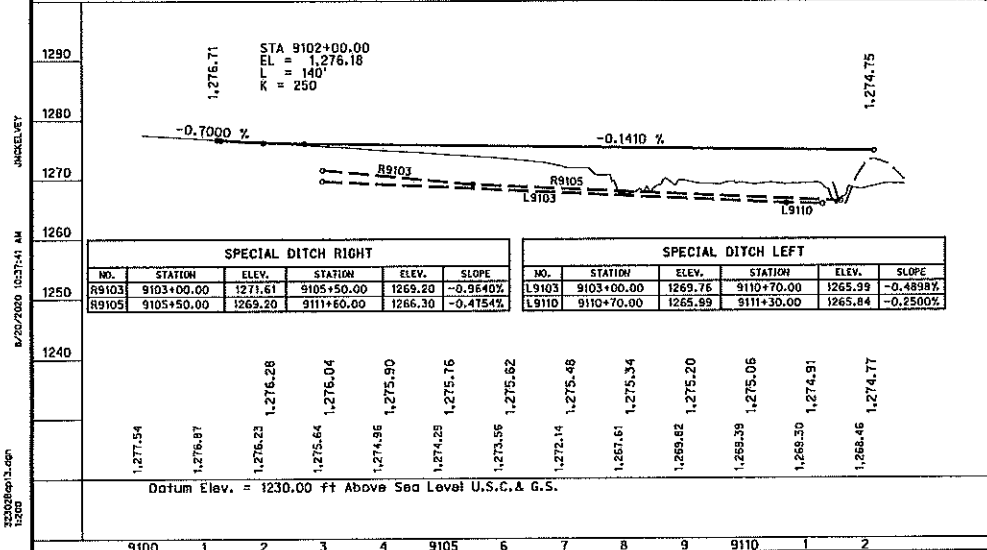 1290
1280
1270
1260
1250
1240
JMCKELVEY
8/20/2020 10:37:41 AM
1:200
1,276.71
STA 9102+00.00
EL = 1,276.18
L = 140'
K = 250
1,274.75
-0.7000 %
-0.1410 %
R9103
R9105
L9103
L9110
SPECIAL DITCH RIGHT
NO. STATION ELEV. STATION ELEV. SLOPE
R9103 9103+00.00 1271.61 9105+50.00 1269.20 -0.9640%
R9105 9105+50.00 1269.20 9111+60.00 1266.30 -0.4754%
SPECIAL DITCH LEFT
NO. STATION ELEV. STATION ELEV. SLOPE
L9103 9103+00.00 1269.76 9110+70.00 1265.99 -0.4898%
L9110 9110+70.00 1265.99 9111+30.00 1265.84 -0.2500%
1,276.28 1,276.04 1,275.90 1,275.76 1,275.62 1,275.48 1,275.34 1,275.20 1,275.06 1,274.91 1,274.77
1,277.54 1,276.87 1,276.23 1,275.64 1,274.96 1,274.29 1,273.56 1,272.14 1,267.61 1,269.82 1,269.39 1,269.30 1,268.46
Datum Elev. = 1230.00 ft Above Sea Level U.S.C.& G.S.
9100 1 2 3 4 9105 6 7 8 9 9110 1 2